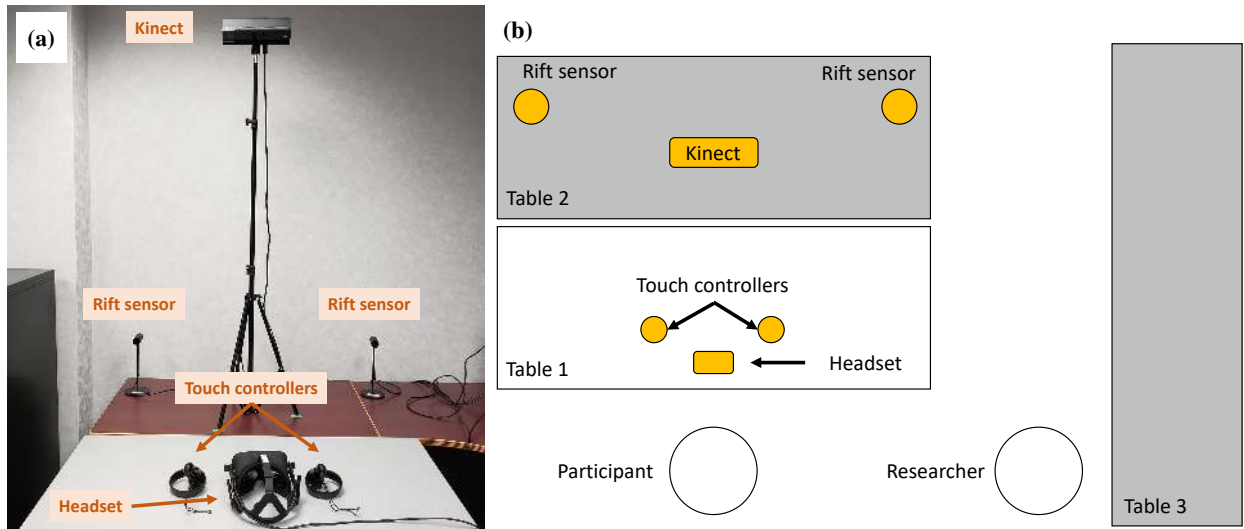 (a)
Kinect
Rift sensor
Rift sensor
Touch controllers
Headset
(b)
Rift sensor
Rift sensor
Kinect
Table 2
Touch controllers
Table 1
Headset
Participant
Researcher
Table 3